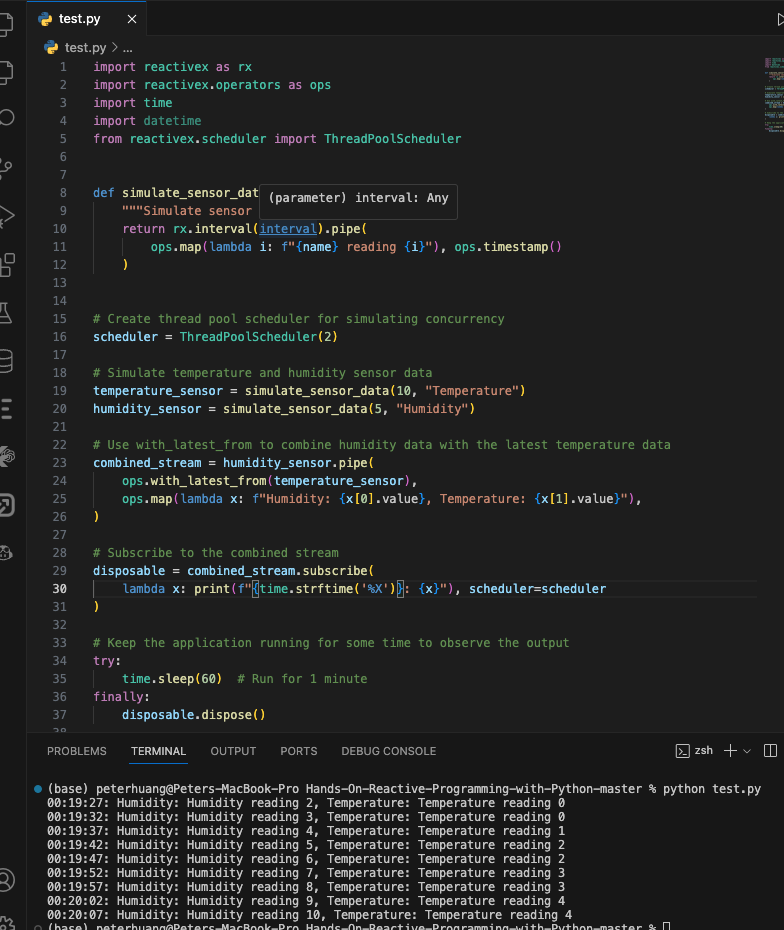 test.py
test.py > ...
1 import reactivex as rx
2 import reactivex.operators as ops
3 import time
4 import datetime
5 from reactivex.scheduler import ThreadPoolScheduler
6
7
8 def simulate_sensor_dat
(parameter) interval: Any
9 """Simulate sensor
10 return rx.interval(interval).pipe(
11 ops.map(lambda i: f"{name} reading {i}"), ops.timestamp()
12 )
13
14
15 # Create thread pool scheduler for simulating concurrency
16 scheduler = ThreadPoolScheduler(2)
17
18 # Simulate temperature and humidity sensor data
19 temperature_sensor = simulate_sensor_data(10, "Temperature")
20 humidity_sensor = simulate_sensor_data(5, "Humidity")
21
22 # Use with_latest_from to combine humidity data with the latest temperature data
23 combined_stream = humidity_sensor.pipe(
24 ops.with_latest_from(temperature_sensor),
25 ops.map(lambda x: f"Humidity: {x[0].value}, Temperature: {x[1].value}"),
26 )
27
28 # Subscribe to the combined stream
29 disposable = combined_stream.subscribe(
30 lambda x: print(f"{time.strftime('%X')}: {x}"), scheduler=scheduler
31 )
32
33 # Keep the application running for some time to observe the output
34 try:
35 time.sleep(60) # Run for 1 minute
36 finally:
37 disposable.dispose()
38
PROBLEMS TERMINAL OUTPUT PORTS DEBUG CONSOLE zsh
(base) peterhuang@Peters-MacBook-Pro Hands-On-Reactive-Programming-with-Python-master % python test.py
00:19:27: Humidity: Humidity reading 2, Temperature: Temperature reading 0
00:19:32: Humidity: Humidity reading 3, Temperature: Temperature reading 0
00:19:37: Humidity: Humidity reading 4, Temperature: Temperature reading 1
00:19:42: Humidity: Humidity reading 5, Temperature: Temperature reading 2
00:19:47: Humidity: Humidity reading 6, Temperature: Temperature reading 2
00:19:52: Humidity: Humidity reading 7, Temperature: Temperature reading 3
00:19:57: Humidity: Humidity reading 8, Temperature: Temperature reading 3
00:20:02: Humidity: Humidity reading 9, Temperature: Temperature reading 4
00:20:07: Humidity: Humidity reading 10, Temperature: Temperature reading 4
(base) peterhuang@Peters-MacBook-Pro Hands-On-Reactive-Programming-with-Python-master %